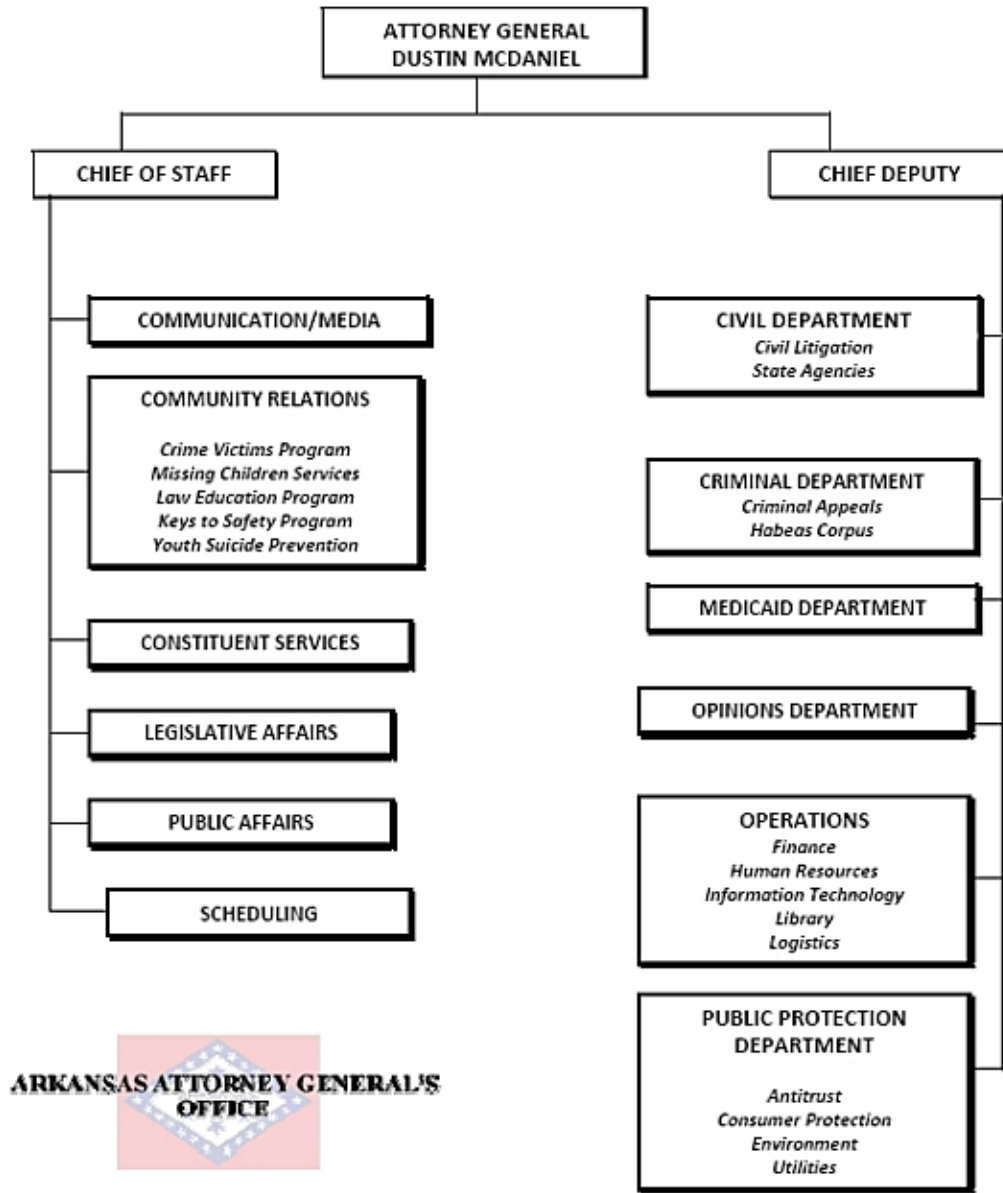 ATTORNEY GENERAL
DUSTIN MCDANIEL
CHIEF OF STAFF
CHIEF DEPUTY
COMMUNICATION/MEDIA
COMMUNITY RELATIONS
Crime Victims Program
Missing Children Services
Law Education Program
Keys to Safety Program
Youth Suicide Prevention
CONSTITUENT SERVICES
LEGISLATIVE AFFAIRS
PUBLIC AFFAIRS
SCHEDULING
CIVIL DEPARTMENT
Civil Litigation
State Agencies
CRIMINAL DEPARTMENT
Criminal Appeals
Habeas Corpus
MEDICAID DEPARTMENT
OPINIONS DEPARTMENT
OPERATIONS
Finance
Human Resources
Information Technology
Library
Logistics
PUBLIC PROTECTION
DEPARTMENT
Antitrust
Consumer Protection
Environment
Utilities
ARKANSAS ATTORNEY GENERAL'S
OFFICE